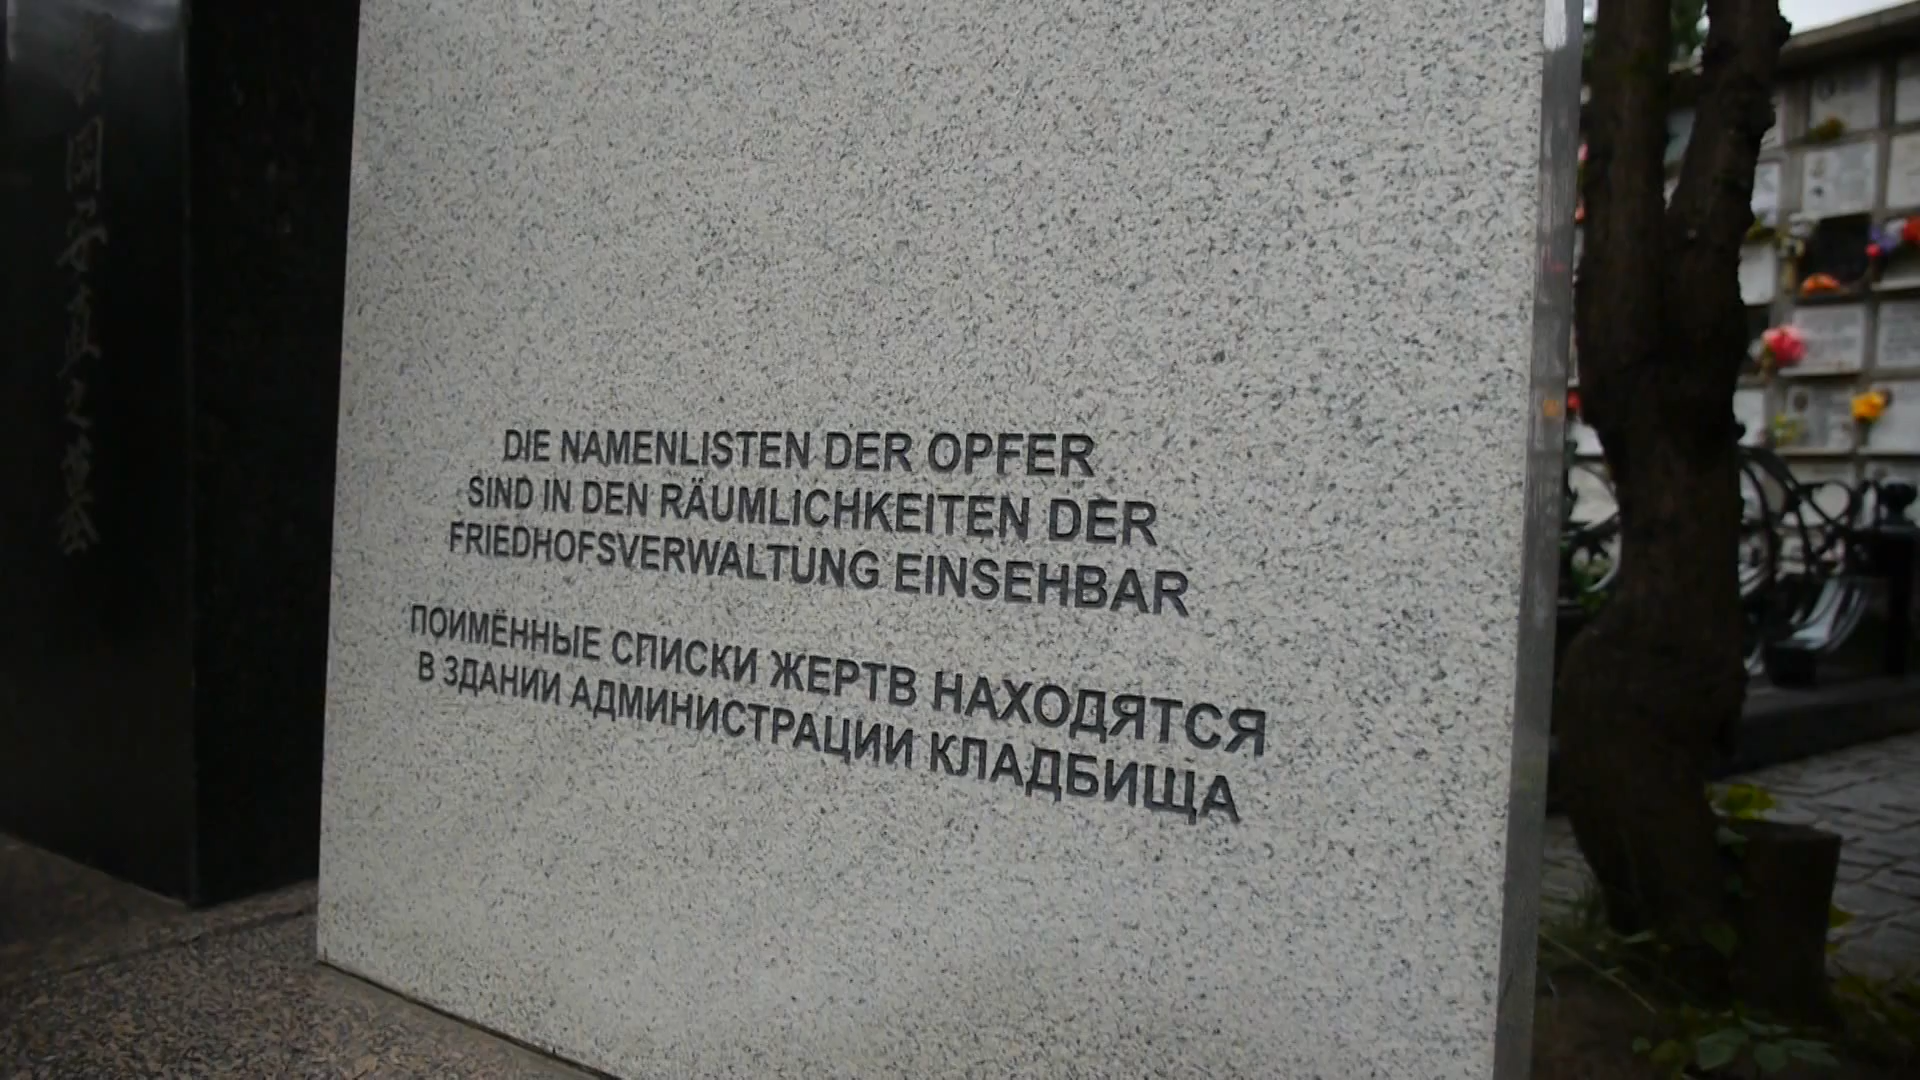 DIE NAMENLISTEN DER OPFER
SIND IN DEN RÄUMLICHKEITEN DER
FRIEDHOFSVERWALTUNG EINSEHBAR
ПОИМЁННЫЕ СПИСКИ ЖЕРТВ НАХОДЯТСЯ
В ЗДАНИИ АДМИНИСТРАЦИИ КЛАДБИЩА